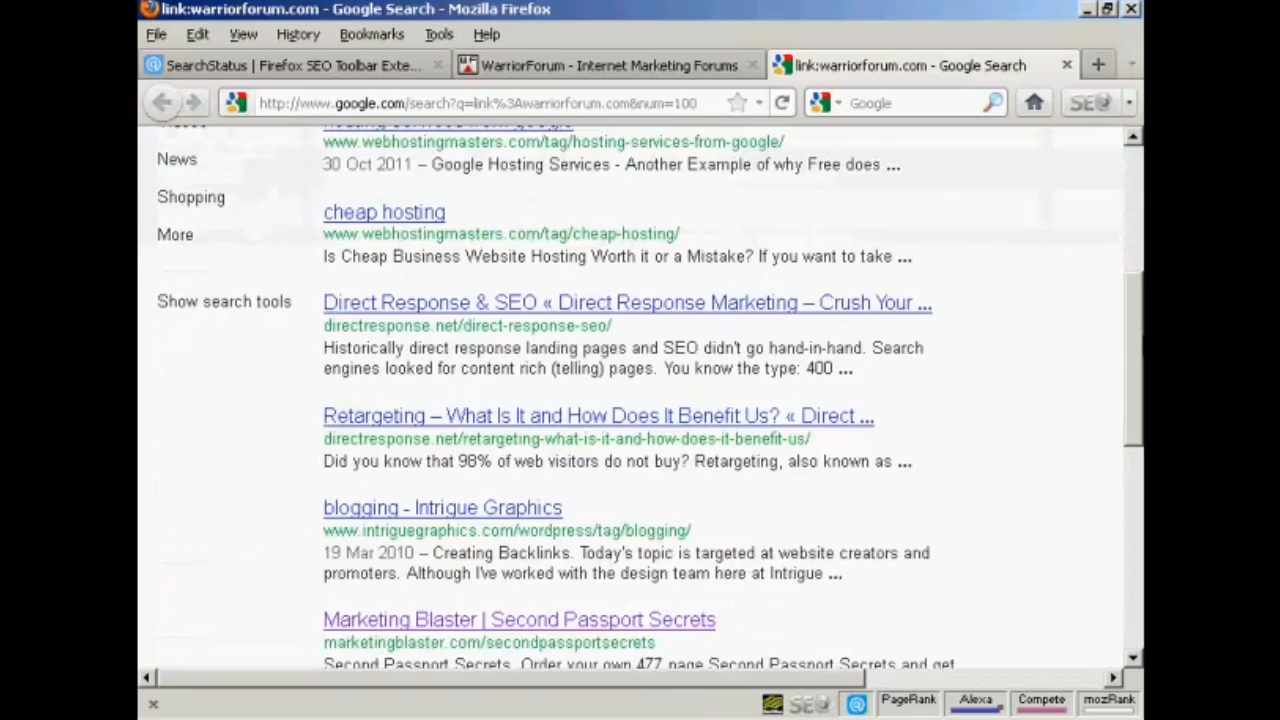 link:warriorforum.com - Google Search - Mozilla Firefox
File Edit View History Bookmarks Tools Help
SearchStatus | Firefox SEO Toolbar Exte...
WarriorForum - Internet Marketing Forums
link:warriorforum.com - Google Search
http://www.google.com/search?q=link%3Awarriorforum.com&num=100
Google
SEO
hosting services from google
www.webhostingmasters.com/tag/hosting-services-from-google/
30 Oct 2011 – Google Hosting Services - Another Example of why Free does ...
News
Shopping
More
Show search tools
cheap hosting
www.webhostingmasters.com/tag/cheap-hosting/
Is Cheap Business Website Hosting Worth it or a Mistake? If you want to take ...
Direct Response & SEO « Direct Response Marketing – Crush Your ...
directresponse.net/direct-response-seo/
Historically direct response landing pages and SEO didn't go hand-in-hand. Search
engines looked for content rich (telling) pages. You know the type: 400 ...
Retargeting – What Is It and How Does It Benefit Us? « Direct ...
directresponse.net/retargeting-what-is-it-and-how-does-it-benefit-us/
Did you know that 98% of web visitors do not buy? Retargeting, also known as ...
blogging - Intrigue Graphics
www.intriguegraphics.com/wordpress/tag/blogging/
19 Mar 2010 – Creating Backlinks. Today's topic is targeted at website creators and
promoters. Although I've worked with the design team here at Intrigue ...
Marketing Blaster | Second Passport Secrets
marketingblaster.com/secondpassportsecrets
Second Passport Secrets. Order your own 477 page Second Passport Secrets and get
SEO
PageRank
Alexa
Compete
mozRank